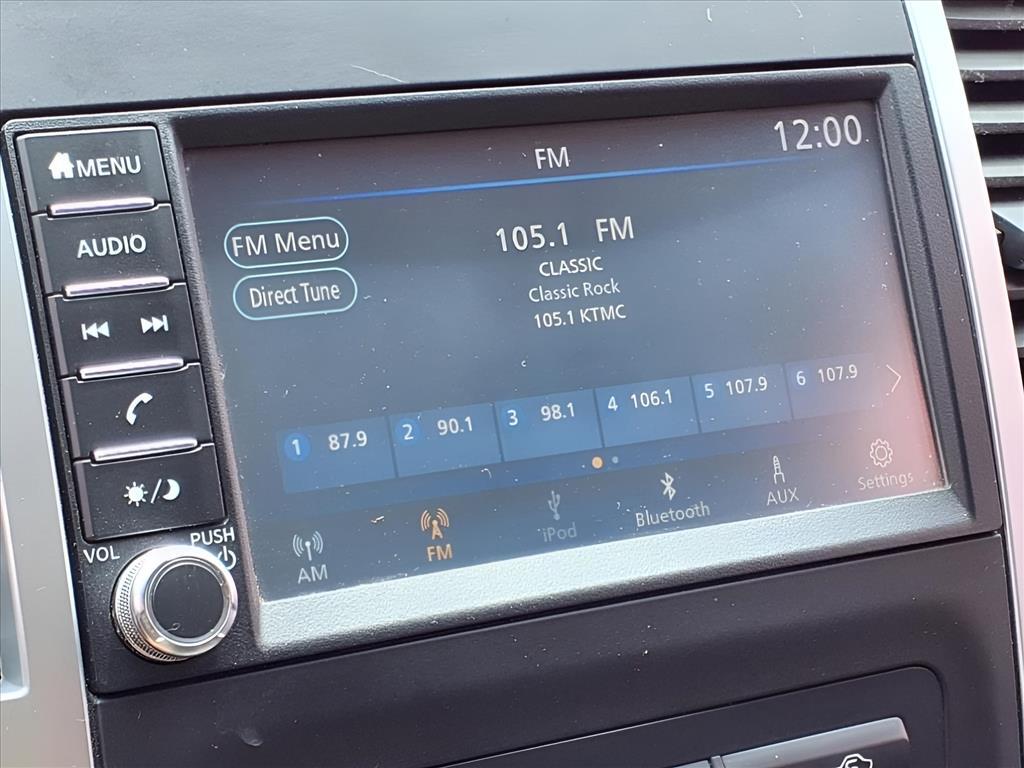 MENU
AUDIO
VOL
PUSH
FM
12:00
FM Menu
Direct Tune
105.1 FM
CLASSIC
Classic Rock
105.1 KTMC
1 87.9
2 90.1
3 98.1
4 106.1
5 107.9
6 107.9
AM
FM
iPod
Bluetooth
AUX
Settings